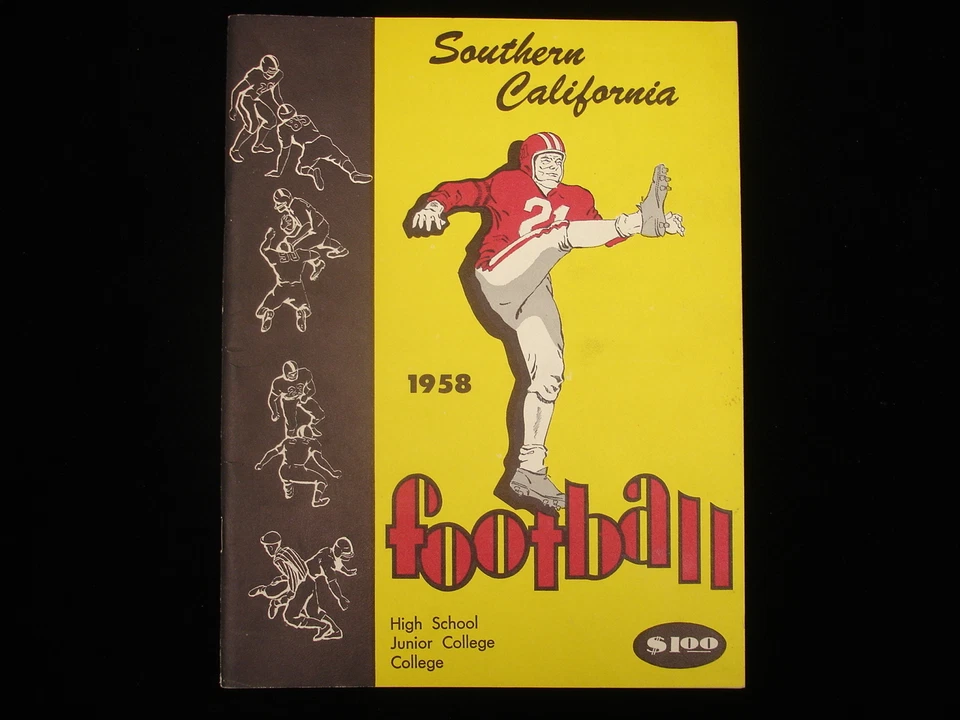 Southern
California
21
1958
football
High School
Junior College
College
$1.00